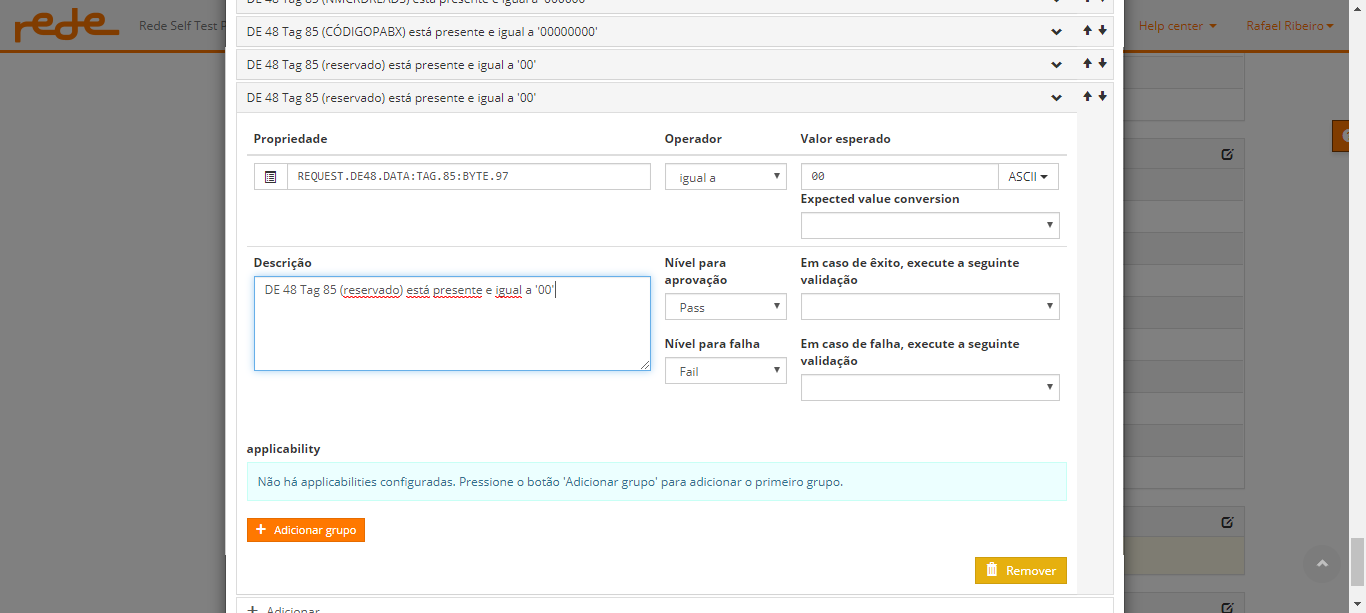 DE 48 Tag 85 (NMCRDREADS) está presente e igual a '000000'
rede Rede Self Test Help center Rafael Ribeiro
DE 48 Tag 85 (CÓDIGOPABX) está presente e igual a '00000000'
DE 48 Tag 85 (reservado) está presente e igual a '00'
DE 48 Tag 85 (reservado) está presente e igual a '00'
Propriedade Operador Valor esperado
REQUEST.DE48.DATA:TAG.85:BYTE.97 igual a 00 ASCII
Expected value conversion
Descrição Nível para aprovação Em caso de êxito, execute a seguinte validação
DE 48 Tag 85 (reservado) está presente e igual a '00'
Pass
Nível para falha Em caso de falha, execute a seguinte validação
Fail
applicability
Não há applicabilities configuradas. Pressione o botão 'Adicionar grupo' para adicionar o primeiro grupo.
+ Adicionar grupo
Remover
+ Adicionar